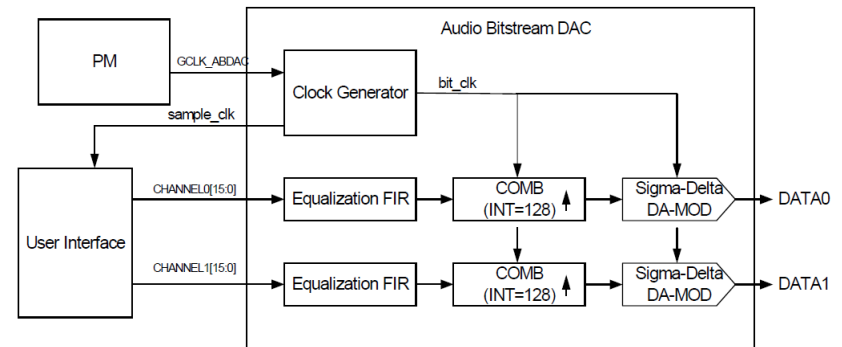 Audio Bitstream DAC
PM
GCLK_ABDAC
Clock Generator
bit_clk
sample_clk
User Interface
CHANNEL0[15:0]
Equalization FIR
COMB
(INT=128)
Sigma-Delta
DA-MOD
DATA0
CHANNEL1[15:0]
Equalization FIR
COMB
(INT=128)
Sigma-Delta
DA-MOD
DATA1